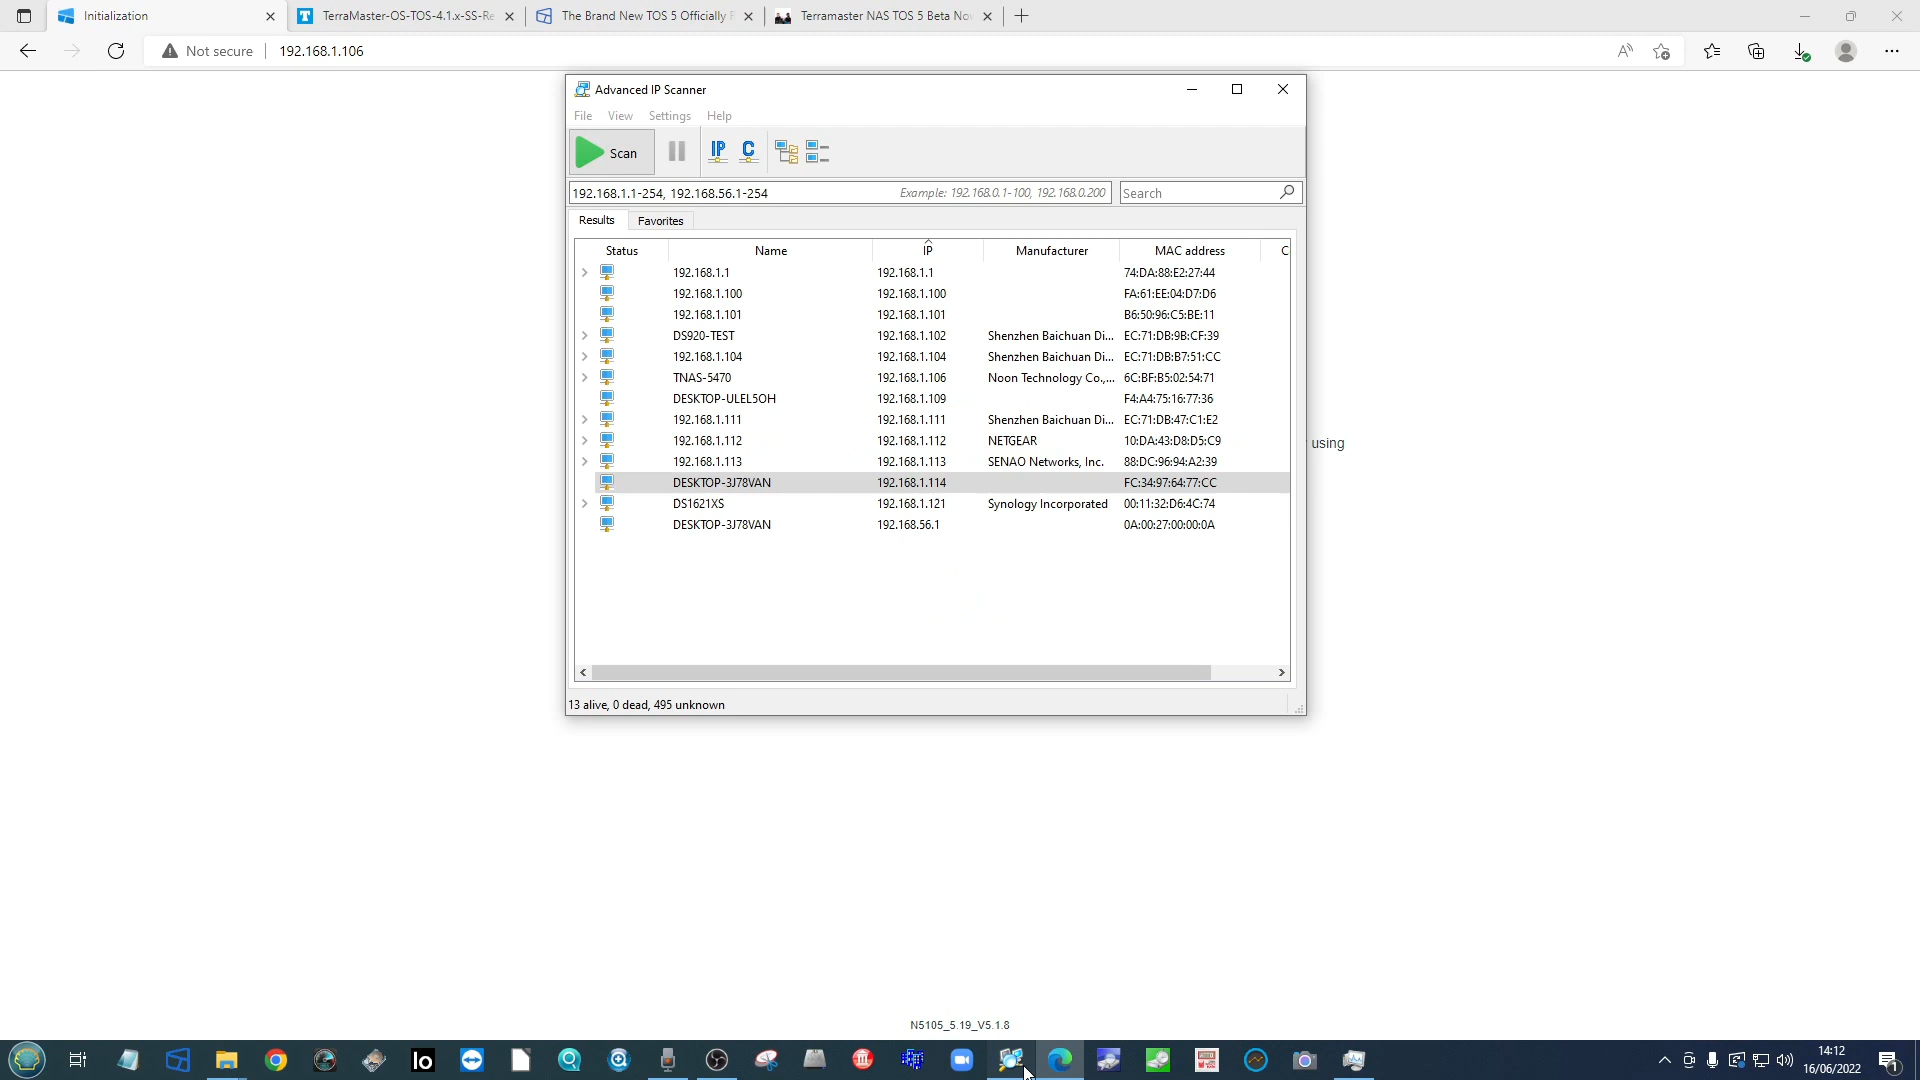 Initialization
TerraMaster-OS-TOS-4.1.x-SS-Re
The Brand New TOS 5 Officially R
Terramaster NAS TOS 5 Beta Nov
Not secure
192.168.1.106
Advanced IP Scanner
File View Settings Help
Scan
IP C
192.168.1.1-254, 192.168.56.1-254 Example: 192.168.0.1-100, 192.168.0.200 Search
Results Favorites
Status Name IP Manufacturer MAC address C
192.168.1.1 192.168.1.1 74:DA:88:E2:27:44
192.168.1.100 192.168.1.100 FA:61:EE:04:D7:D6
192.168.1.101 192.168.1.101 B6:50:96:C5:BE:11
DS920-TEST 192.168.1.102 Shenzhen Baichuan Di... EC:71:DB:9B:CF:39
192.168.1.104 192.168.1.104 Shenzhen Baichuan Di... EC:71:DB:B7:51:CC
TNAS-5470 192.168.1.106 Noon Technology Co.,... 6C:BF:B5:02:54:71
DESKTOP-ULEL5OH 192.168.1.109 F4:A4:75:16:77:36
192.168.1.111 192.168.1.111 Shenzhen Baichuan Di... EC:71:DB:47:C1:E2
192.168.1.112 192.168.1.112 NETGEAR 10:DA:43:D8:D5:C9
192.168.1.113 192.168.1.113 SENAO Networks, Inc. 88:DC:96:94:A2:39
DESKTOP-3J78VAN 192.168.1.114 FC:34:97:64:77:CC
DS1621XS 192.168.1.121 Synology Incorporated 00:11:32:D6:4C:74
DESKTOP-3J78VAN 192.168.56.1 0A:00:27:00:00:0A
using
13 alive, 0 dead, 495 unknown
N5105_5.19_V5.1.8
Io
14:12
16/06/2022
1